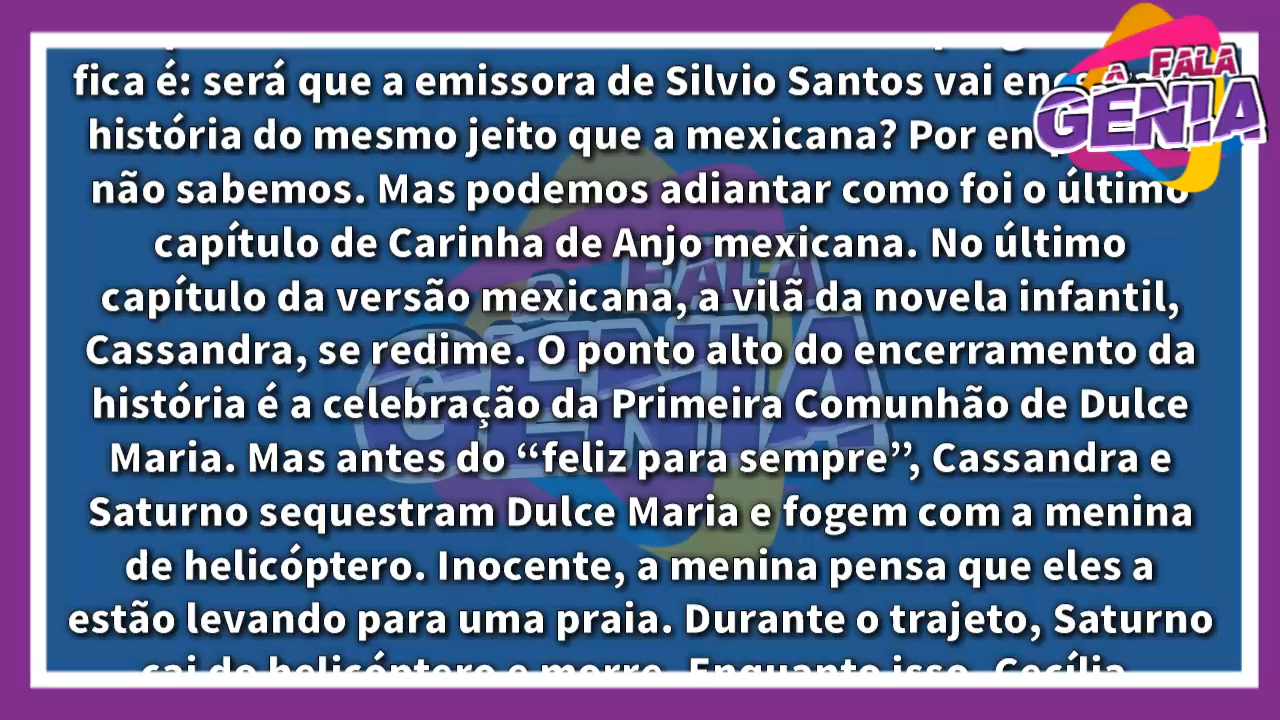 fica é: será que a emissora de Silvio Santos vai
história do mesmo jeito que a mexicana? Por
não sabemos. Mas podemos adiantar como foi o último
capítulo de Carinha de Anjo mexicana. No último
capítulo da versão mexicana, a vilã da novela infantil,
Cassandra, se redime. O ponto alto do encerramento da
história é a celebração da Primeira Comunhão de Dulce
Maria. Mas antes do “feliz para sempre”, Cassandra e
Saturno sequestram Dulce Maria e fogem com a menina
de helicóptero. Inocente, a menina pensa que eles a
estão levando para uma praia. Durante o trajeto, Saturno
cai do helicóptero e morre. Enquanto isso, Cecília
Ô FALA
GÊNIA
FALA
GÊNIA